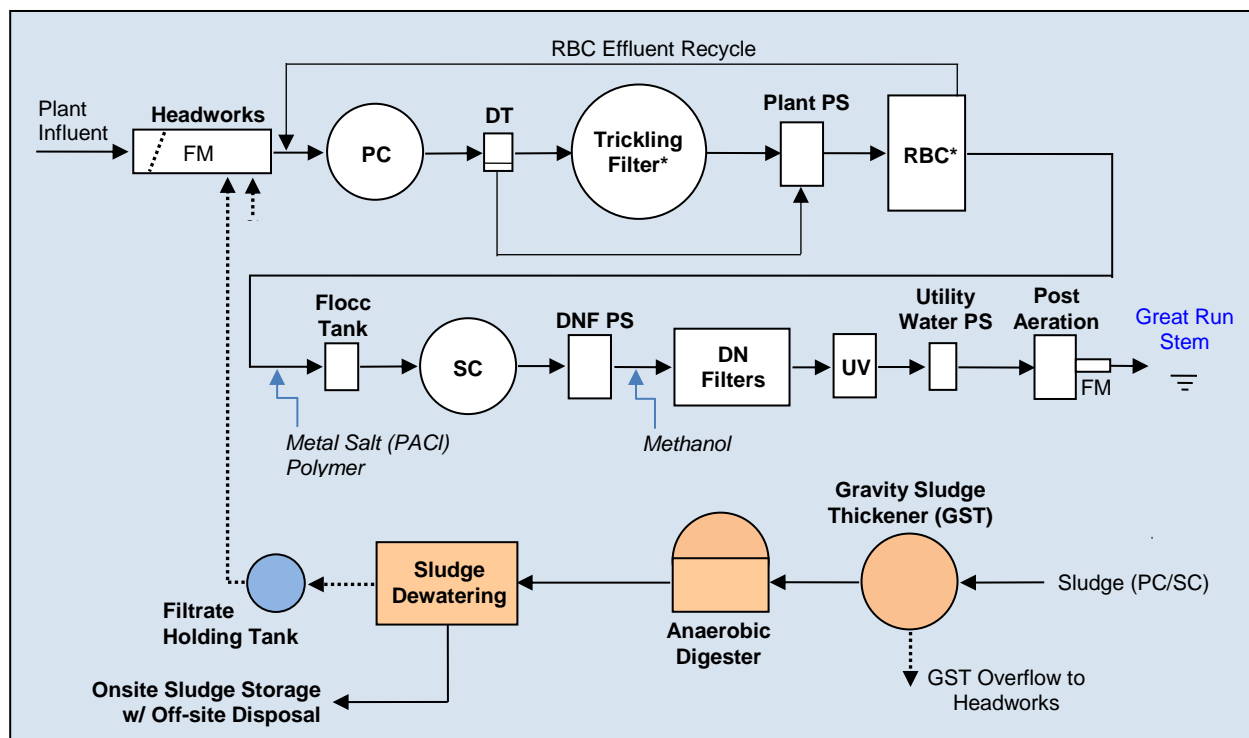 RBC Effluent Recycle
Plant
Influent
Headworks
FM
PC
DT
Trickling
Filter*
Plant PS
RBC*
Flocc
Tank
SC
DNF PS
DN
Filters
UV
Utility
Water PS
Post
Aeration
FM
Great Run
Stem
Metal Salt (PACl)
Polymer
Methanol
Gravity Sludge
Thickener (GST)
Sludge (PC/SC)
Anaerobic
Digester
Sludge
Dewatering
Filtrate
Holding Tank
Onsite Sludge Storage
w/ Off-site Disposal
GST Overflow to
Headworks